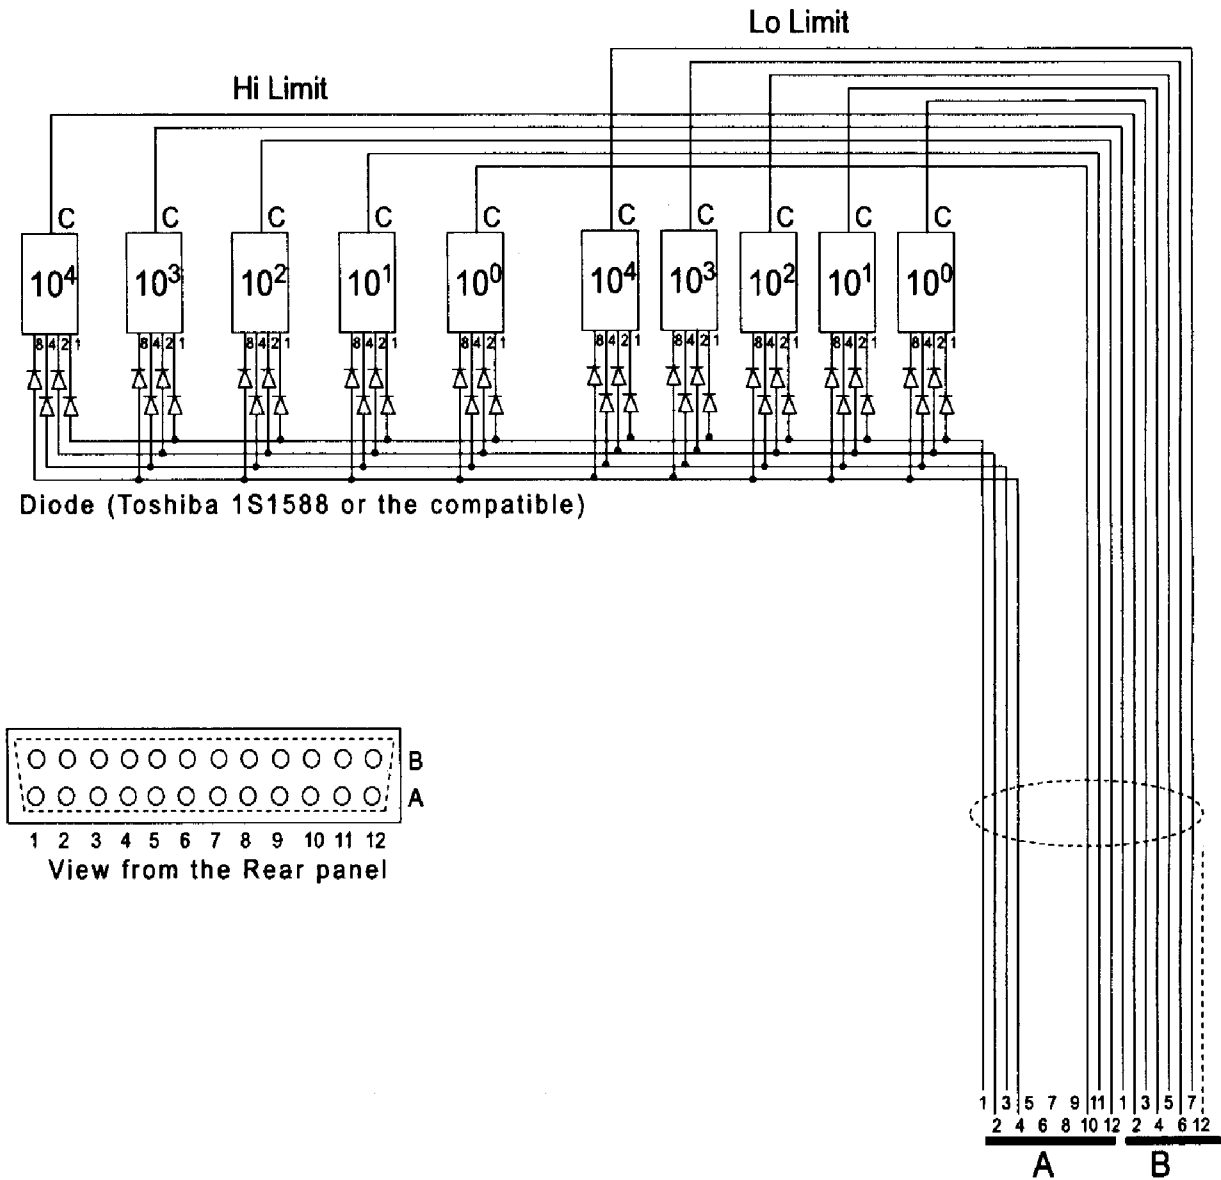 Lo Limit
Hi Limit
C C C C C C C C C C
10⁴ 10³ 10² 10¹ 10⁰ 10⁴ 10³ 10² 10¹ 10⁰
8 4 2 1 8 4 2 1 8 4 2 1 8 4 2 1 8 4 2 1 8 4 2 1 8 4 2 1 8 4 2 1 8 4 2 1 8 4 2 1
Diode (Toshiba 1S1588 or the compatible)
B
A
1 2 3 4 5 6 7 8 9 10 11 12
View from the Rear panel
1 3 5 7 9 11 1 3 5 7
2 4 6 8 10 12 2 4 6 12
A B